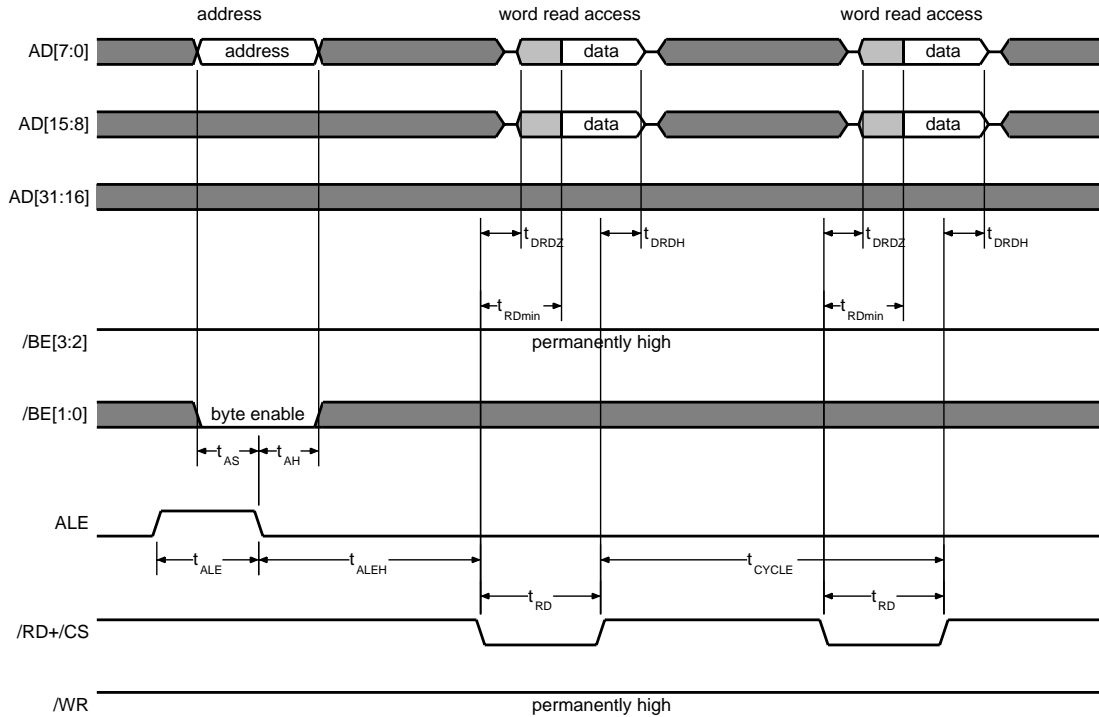 address word read access word read access
AD[7:0] address data data
AD[15:8] data data
AD[31:16]
tDRDZ tDRDH tDRDZ tDRDH
tRDmin tRDmin
/BE[3:2] permanently high
/BE[1:0] byte enable
tAS tAH
ALE
tALE tALEH tCYCLE
tRD tRD
/RD+/CS
/WR permanently high